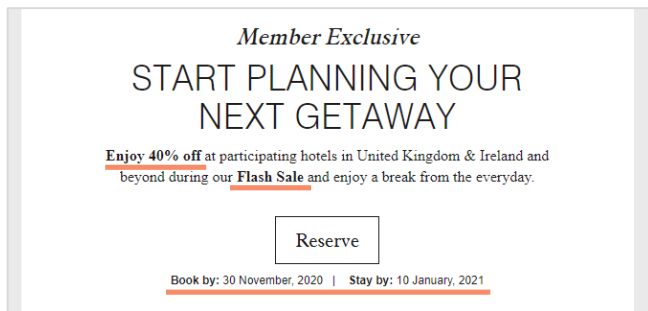 Member Exclusive
START PLANNING YOUR
NEXT GETAWAY
Enjoy 40% off at participating hotels in United Kingdom & Ireland and
beyond during our Flash Sale and enjoy a break from the everyday.
Reserve
Book by: 30 November, 2020 | Stay by: 10 January, 2021